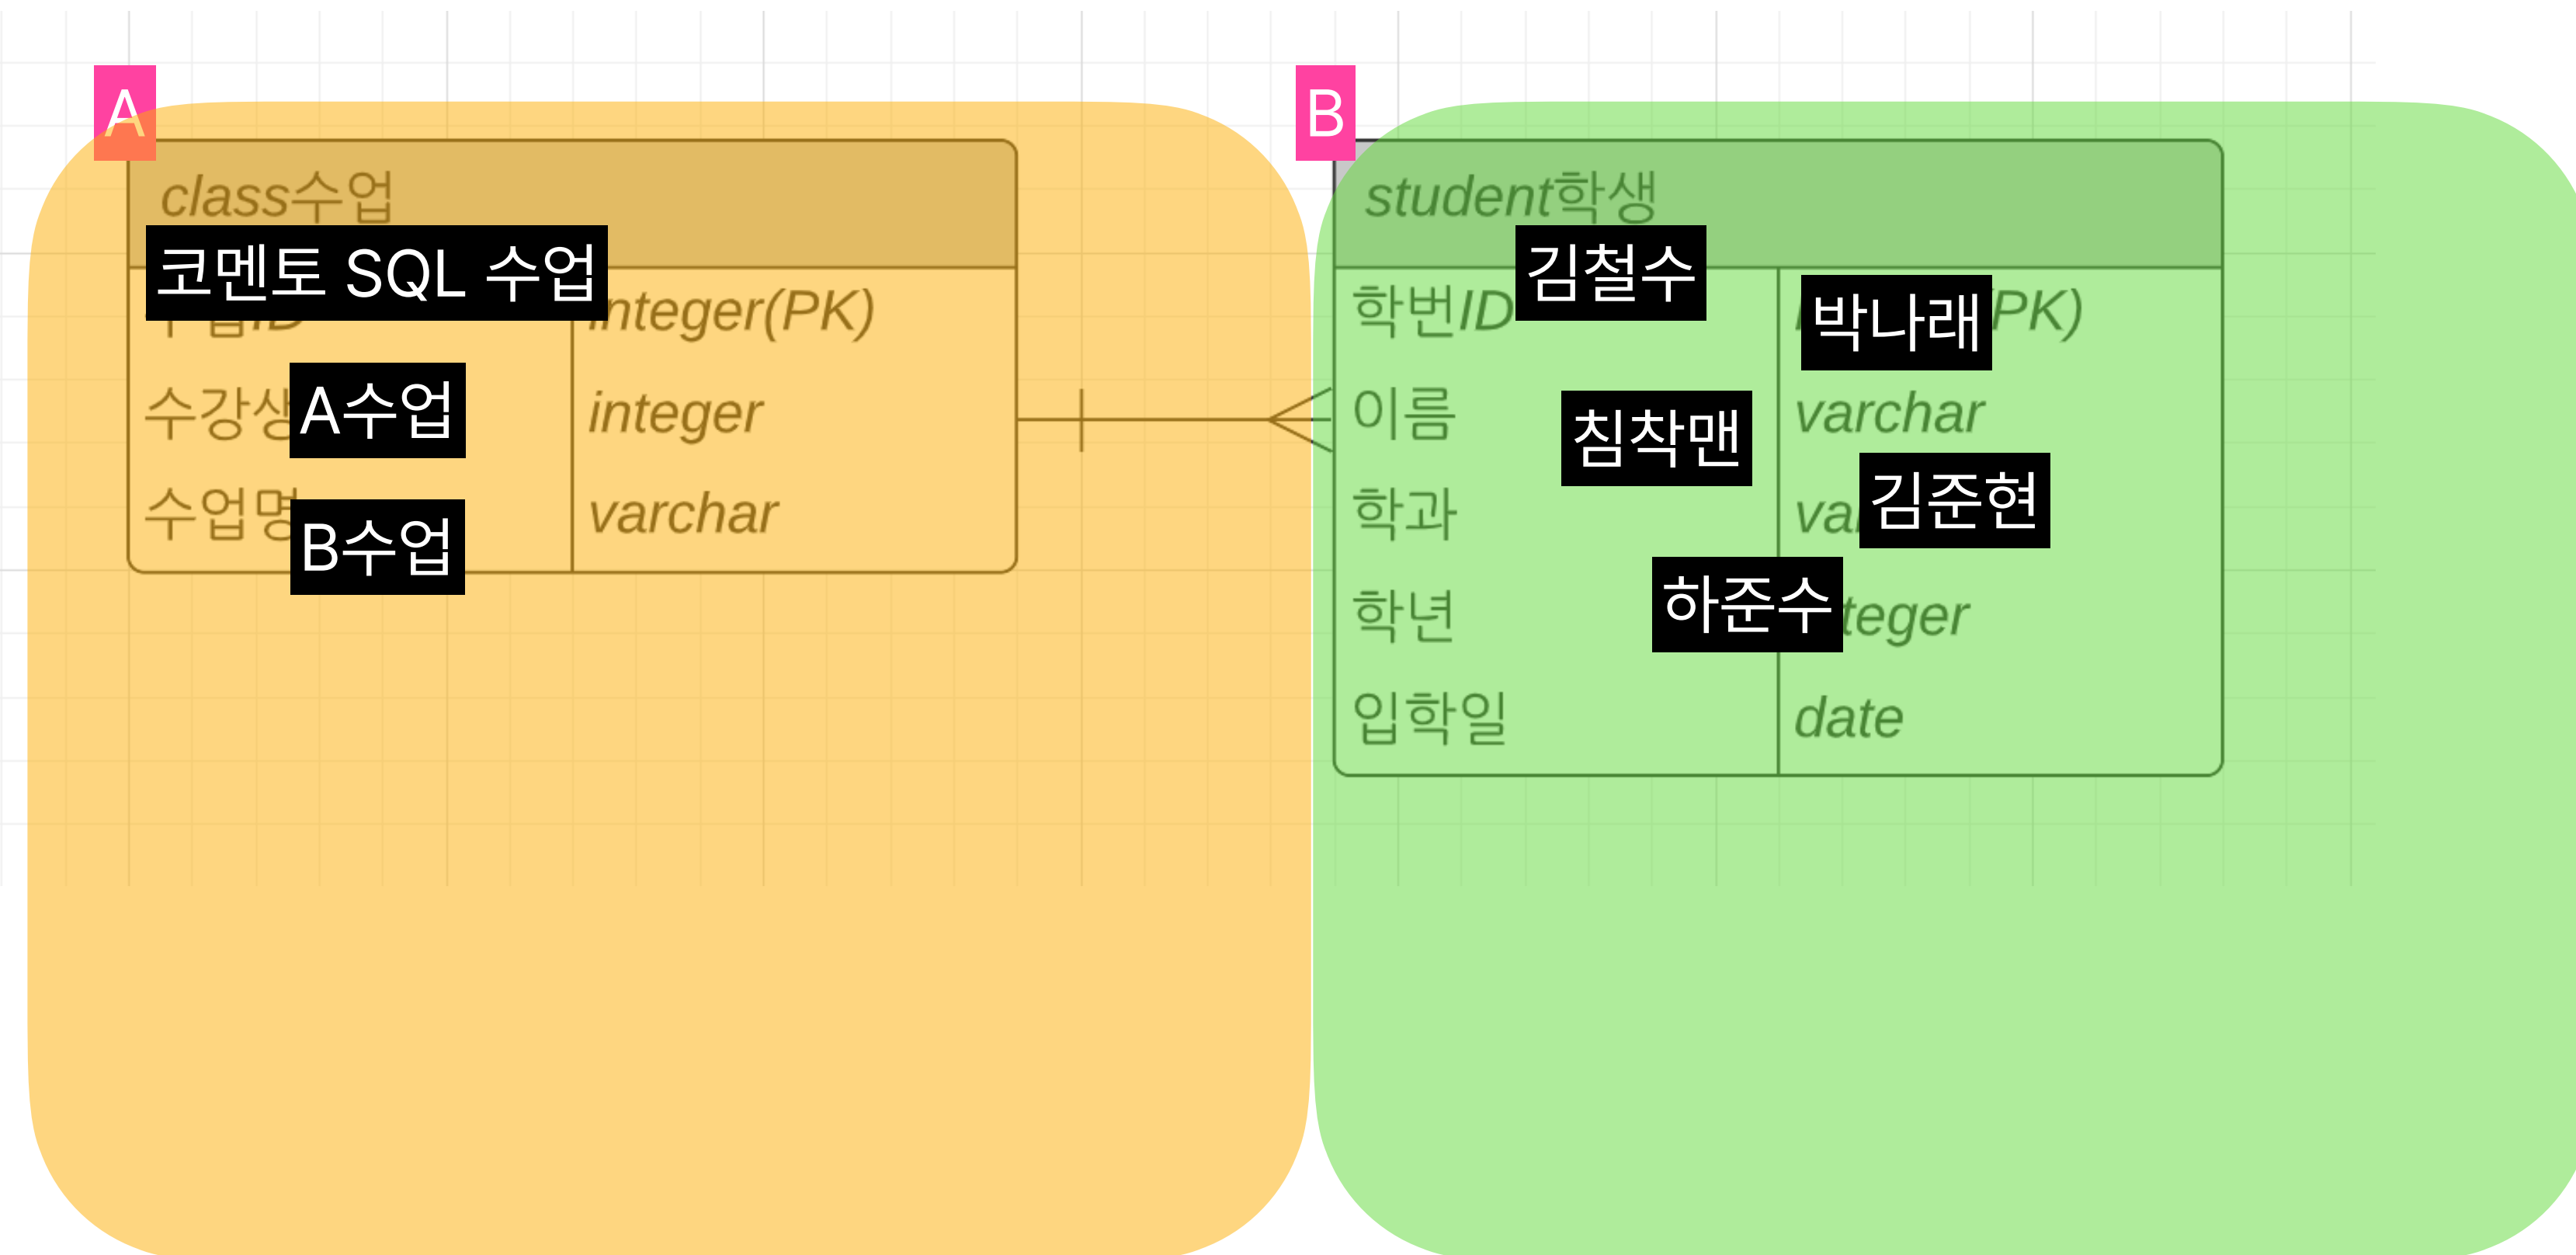 A
class수업
코멘토 SQL 수업
integer(PK)
수강생
A수업
integer
수업명
B수업
varchar
B
student학생
김철수
학번ID
박나래
(PK)
이름
침착맨
varchar
학과
김준현
학년
하준수
입학일
date